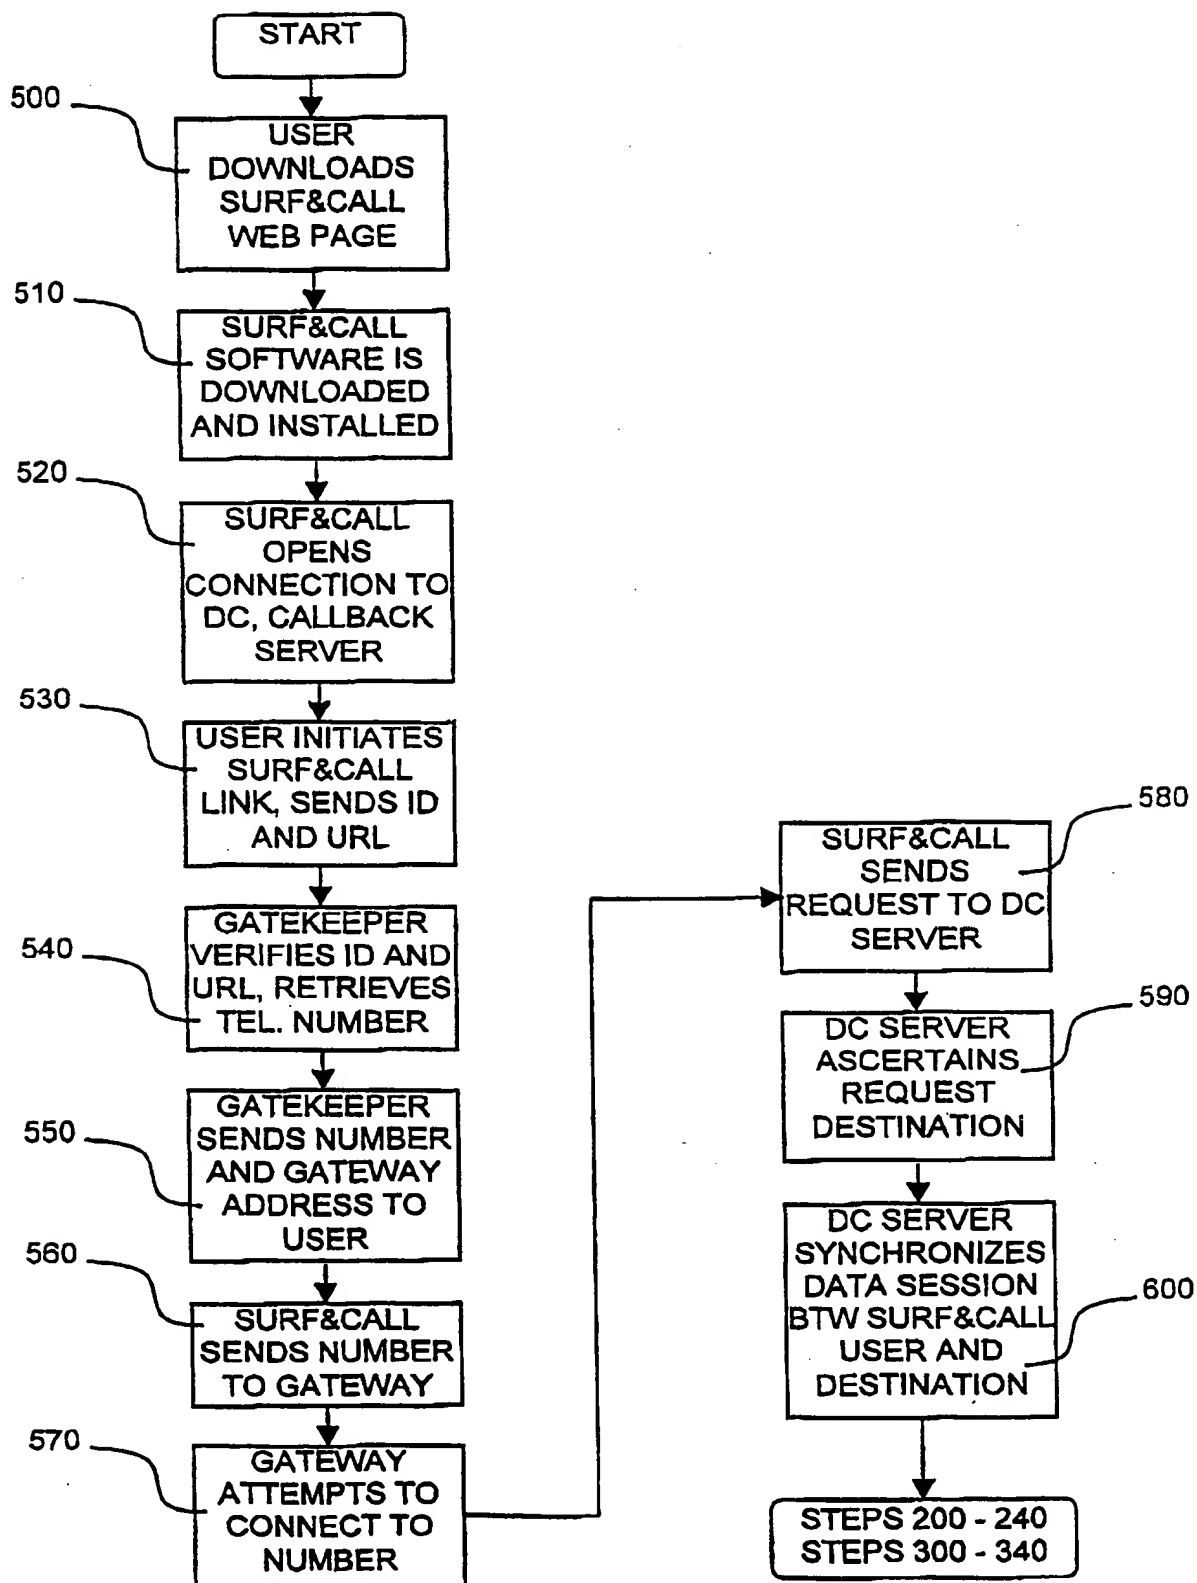 START
500
USER
DOWNLOADS
SURF&CALL
WEB PAGE
510
SURF&CALL
SOFTWARE IS
DOWNLOADED
AND INSTALLED
520
SURF&CALL
OPENS
CONNECTION TO
DC, CALLBACK
SERVER
530
USER INITIATES
SURF&CALL
LINK, SENDS ID
AND URL
540
GATEKEEPER
VERIFIES ID AND
URL, RETRIEVES
TEL. NUMBER
550
GATEKEEPER
SENDS NUMBER
AND GATEWAY
ADDRESS TO
USER
560
SURF&CALL
SENDS NUMBER
TO GATEWAY
570
GATEWAY
ATTEMPTS TO
CONNECT TO
NUMBER
580
SURF&CALL
SENDS
REQUEST TO DC
SERVER
590
DC SERVER
ASCERTAINS
REQUEST
DESTINATION
600
DC SERVER
SYNCHRONIZES
DATA SESSION
BTW SURF&CALL
USER AND
DESTINATION
STEPS 200 - 240
STEPS 300 - 340